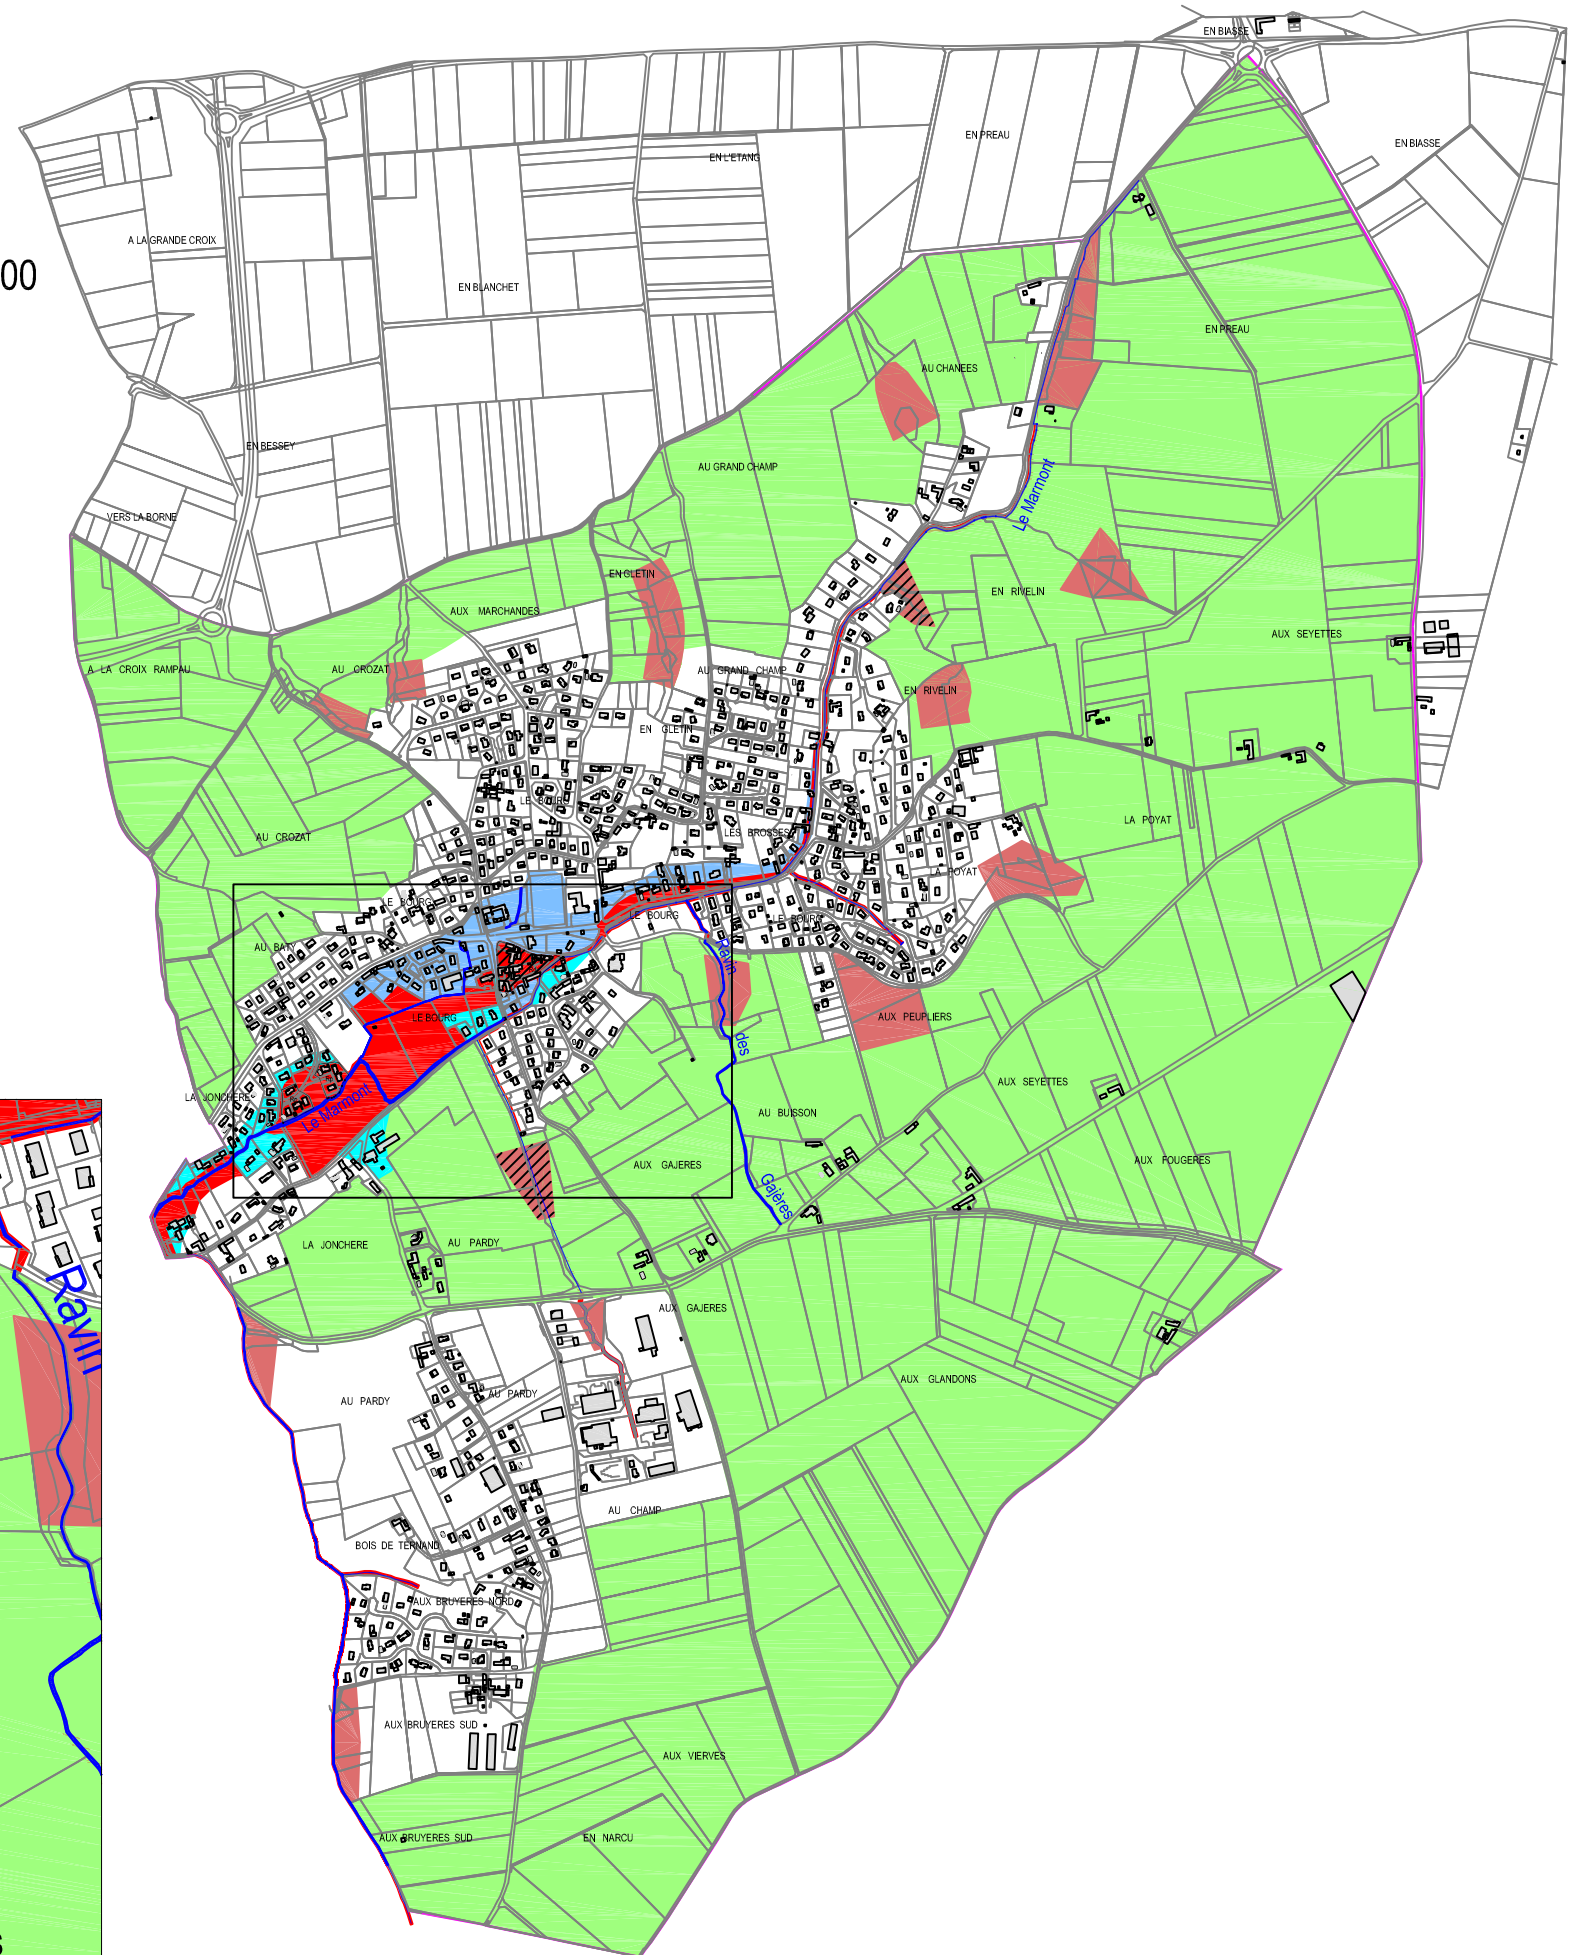 EN BIASSE
EN PREAU
EN BIASSE
EN L'ETANG
A LA GRANDE CROIX
00
EN BLANCHET
EN PREAU
AU CHANEES
EN BESSEY
AU GRAND CHAMP
Le Marmont
VERS LA BORNE
EN GLETIN
EN RIVELIN
AUX MARCHANDES
AUX SEYETTES
A LA CROIX RAMPAU
AU CROZAT
AU GRAND CHAMP
EN RIVELIN
EN GLETIN
LE BOURG
LA POYAT
AU CROZAT
LES BROSSES
LA POYAT
LE BOURG
LE BOURG
LE BOURG
AU BATY
Ravin
LE BOURG
AUX PEUPLIERS
des
AUX SEYETTES
LA JONCHERE
Le Marmont
AU BUISSON
AUX GAJERES
AUX FOUGERES
Gajères
LA JONCHERE
AU PARDY
Ravin
AUX GAJERES
AUX GLANDONS
AU PARDY
AU PARDY
AU CHAMP
BOIS DE TERNAND
AUX BRUYERES NORD
AUX BRUYERES SUD
AUX VIERVES
AUX BRUYERES SUD
EN NARCU
s